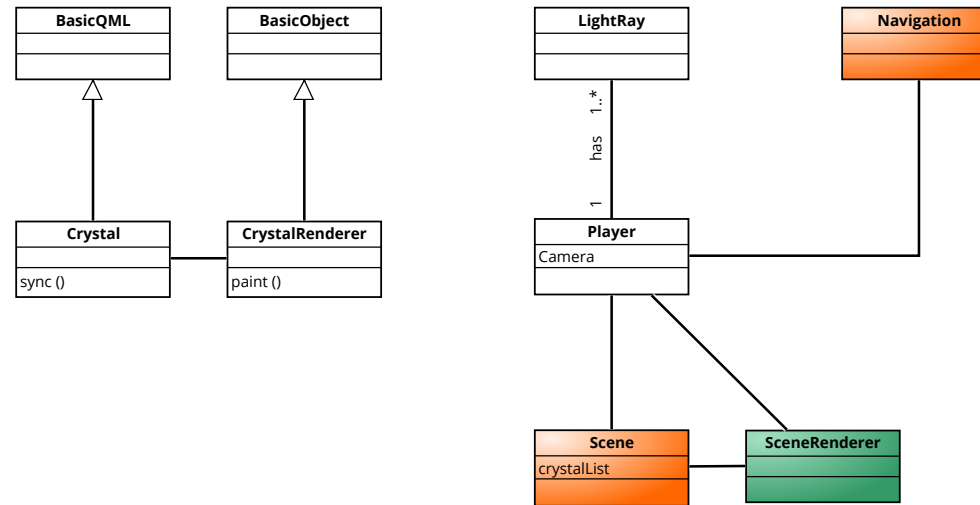 BasicQML
BasicObject
LightRay
Navigation
1..*
has
1
Crystal
sync ()
CrystalRenderer
paint ()
Player
Camera
Scene
crystalList
SceneRenderer